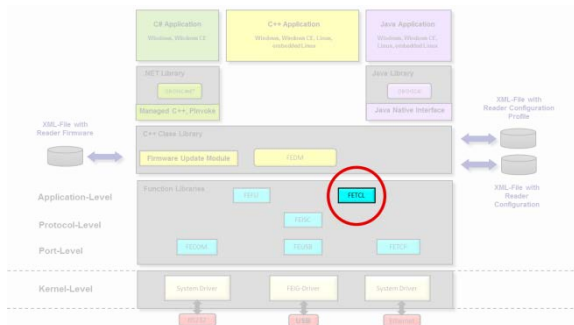 C# Application
Windows, Windows CE
C++ Application
Windows, Windows CE, Linux,
embedded Linux
Java Application
Windows, Windows CE,
Linux, embedded Linux
.NET Library
Managed C++, PInvoke
Java Library
Java Native Interface
XML-File with
Reader Firmware
XML-File with
Reader Configuration
Profile
C++ Class Library
Firmware Update Module
FEDM
XML-File with
Reader
Configuration
Application-Level
Function Libraries
FEFU
FETCL
Protocol-Level
FEISC
Port-Level
FECOM
FEUSB
FETCP
Kernel-Level
System Driver
FEIG-Driver
System Driver
USB
Ethernet